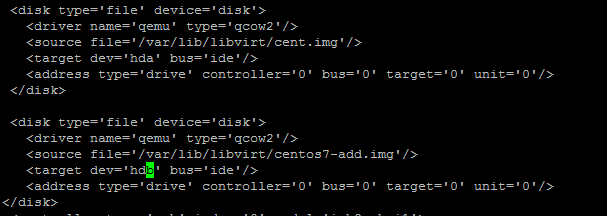 <disk type='file' device='disk'>
<driver name='qemu' type='qcow2'/>
<source file='/var/lib/libvirt/cent.img'/>
<target dev='hda' bus='ide'/>
<address type='drive' controller='0' bus='0' target='0' unit='0'/>
</disk>
<disk type='file' device='disk'>
<driver name='qemu' type='qcow2'/>
<source file='/var/lib/libvirt/centos7-add.img'/>
<target dev='hdb' bus='ide'/>
<address type='drive' controller='0' bus='0' target='0' unit='0'/>
</disk>